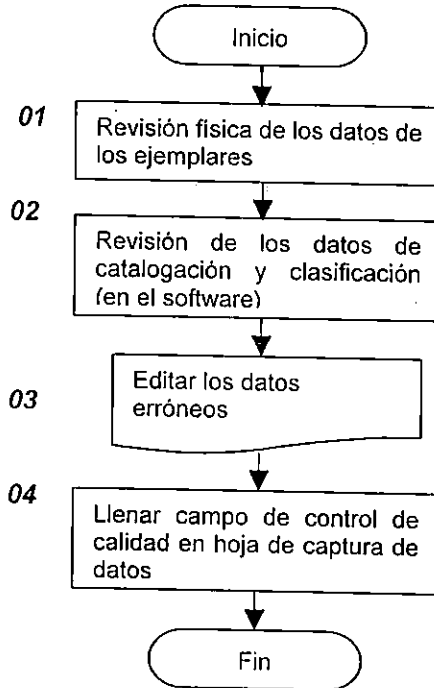 Inicio
01
Revisión física de los datos de
los ejemplares
02
Revisión de los datos de
catalogación y clasificación
(en el software)
03
Editar los datos
erróneos
04
Llenar campo de control de
calidad en hoja de captura de
datos
Fin